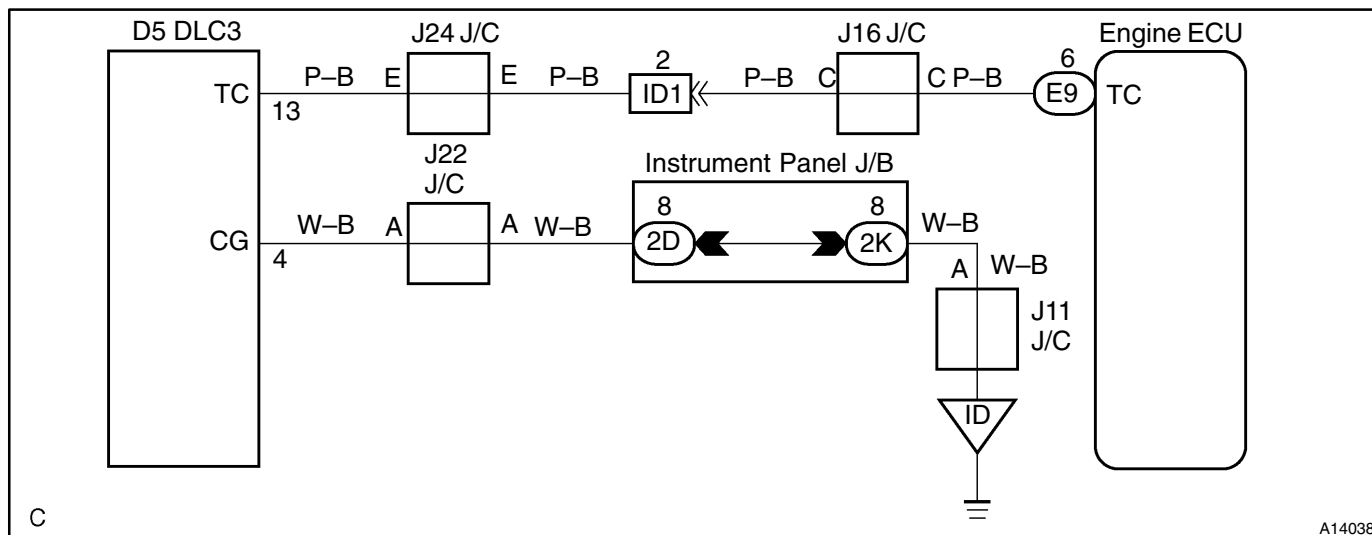 D5 DLC3
J24 J/C
J16 J/C
Engine ECU
TC
13
P–B
E
E
P–B
2
ID1
P–B
C
C
P–B
6
E9
TC
J22
J/C
Instrument Panel J/B
CG
4
W–B
A
A
W–B
8
2D
8
2K
W–B
A
W–B
J11
J/C
ID
C
A14038